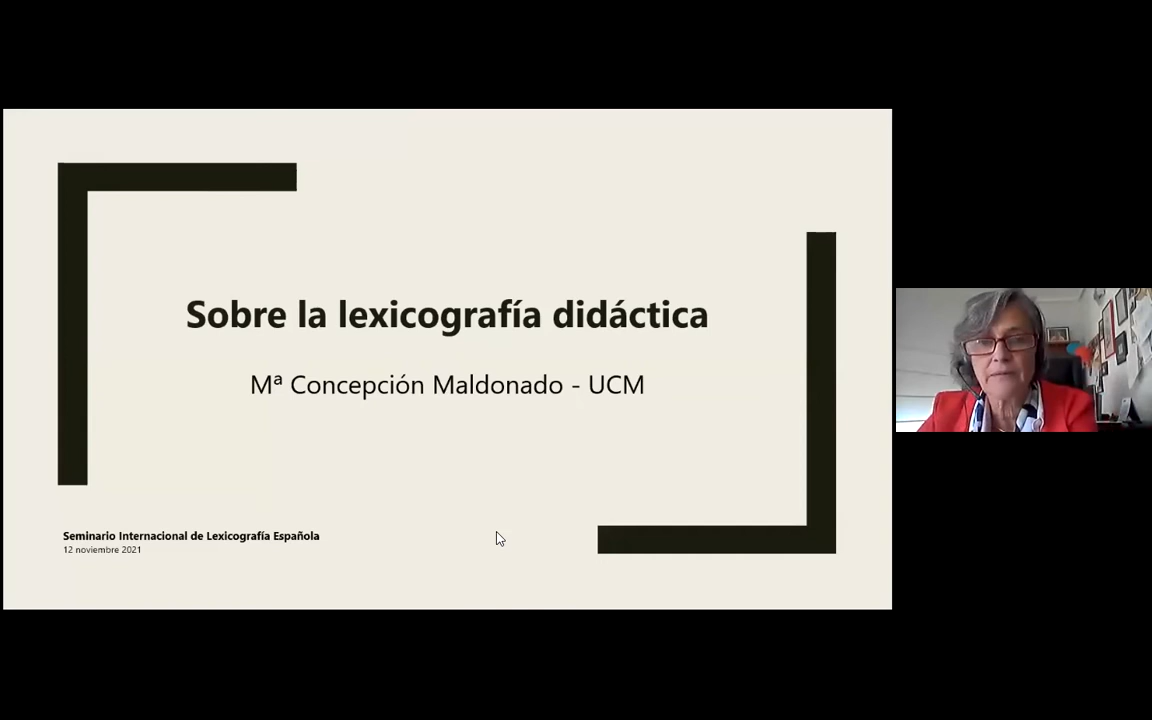 Sobre la lexicografía didáctica
Mª Concepción Maldonado - UCM
Seminario Internacional de Lexicografía Española
12 noviembre 2021